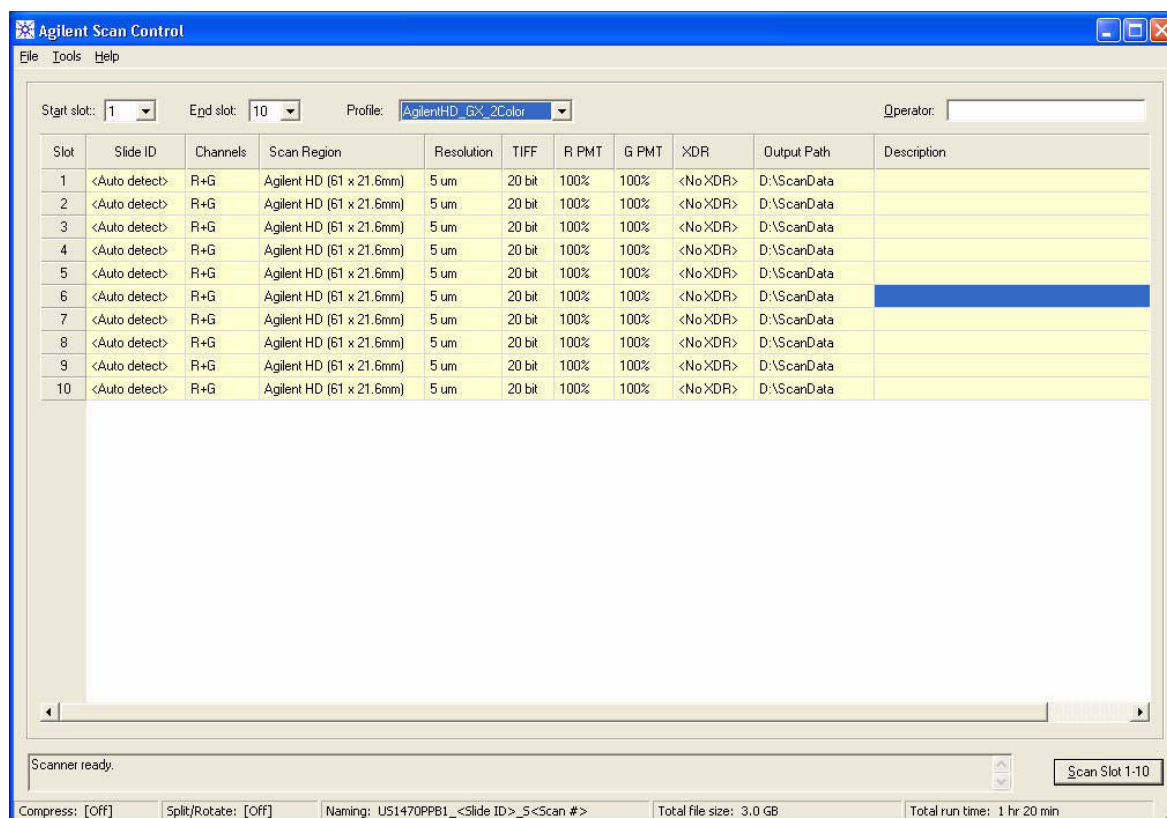 Agilent Scan Control
File Tools Help
Start slot:: 1 End slot: 10 Profile: AgilentHD_GX_2Color Operator:
Slot Slide ID Channels Scan Region Resolution TIFF R PMT G PMT XDR Output Path Description
1 <Auto detect> R+G Agilent HD (61 x 21.6mm) 5 um 20 bit 100% 100% <No XDR> D:\ScanData
2 <Auto detect> R+G Agilent HD (61 x 21.6mm) 5 um 20 bit 100% 100% <No XDR> D:\ScanData
3 <Auto detect> R+G Agilent HD (61 x 21.6mm) 5 um 20 bit 100% 100% <No XDR> D:\ScanData
4 <Auto detect> R+G Agilent HD (61 x 21.6mm) 5 um 20 bit 100% 100% <No XDR> D:\ScanData
5 <Auto detect> R+G Agilent HD (61 x 21.6mm) 5 um 20 bit 100% 100% <No XDR> D:\ScanData
6 <Auto detect> R+G Agilent HD (61 x 21.6mm) 5 um 20 bit 100% 100% <No XDR> D:\ScanData
7 <Auto detect> R+G Agilent HD (61 x 21.6mm) 5 um 20 bit 100% 100% <No XDR> D:\ScanData
8 <Auto detect> R+G Agilent HD (61 x 21.6mm) 5 um 20 bit 100% 100% <No XDR> D:\ScanData
9 <Auto detect> R+G Agilent HD (61 x 21.6mm) 5 um 20 bit 100% 100% <No XDR> D:\ScanData
10 <Auto detect> R+G Agilent HD (61 x 21.6mm) 5 um 20 bit 100% 100% <No XDR> D:\ScanData
Scanner ready.
Scan Slot 1-10
Compress: [Off] Split/Rotate: [Off] Naming: US1470PPB1_<Slide ID>_S<Scan #> Total file size: 3.0 GB Total run time: 1 hr 20 min